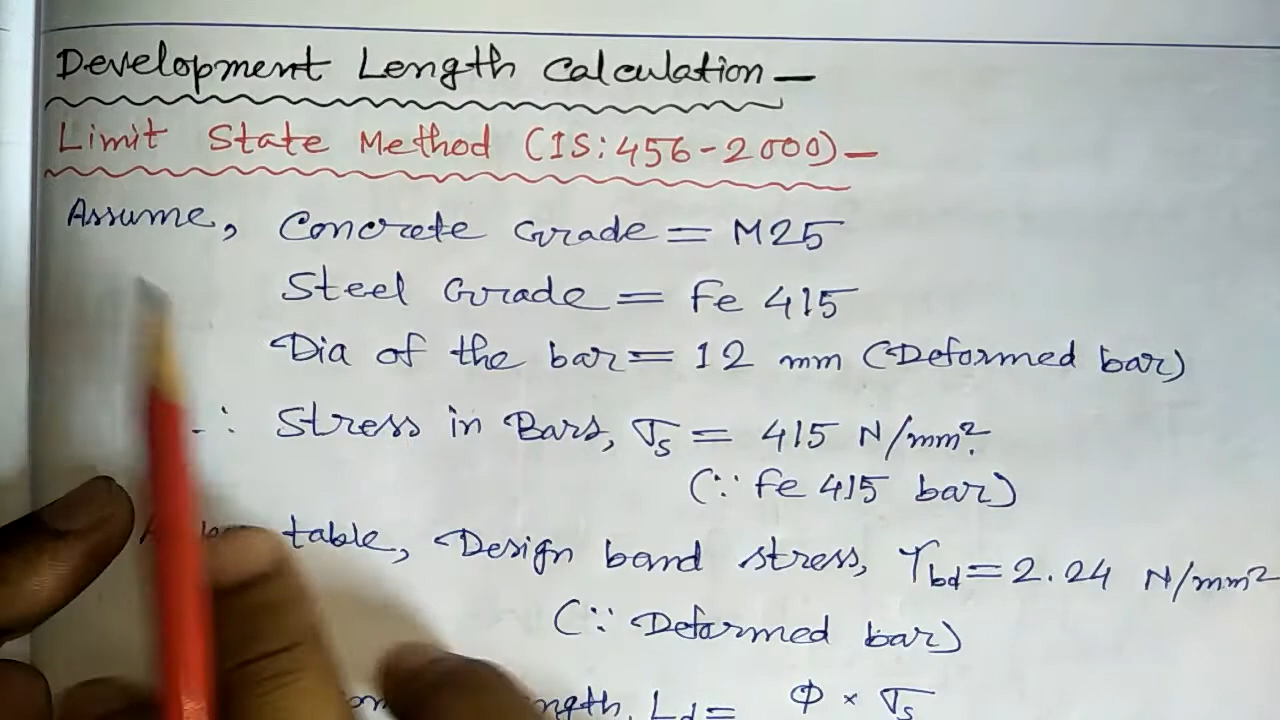 Development Length Calculation —
Limit State Method (IS:456-2000) —
Assume, Concrete Grade = M25
Steel Grade = Fe 415
Dia of the bar = 12 mm (Deformed bar)
∴ Stress in Bars, σs = 415 N/mm².
(∵ Fe 415 bar)
table, Design bond stress, τbd = 2.24 N/mm²
(∵ Deformed bar)
Ld = Φ × σs